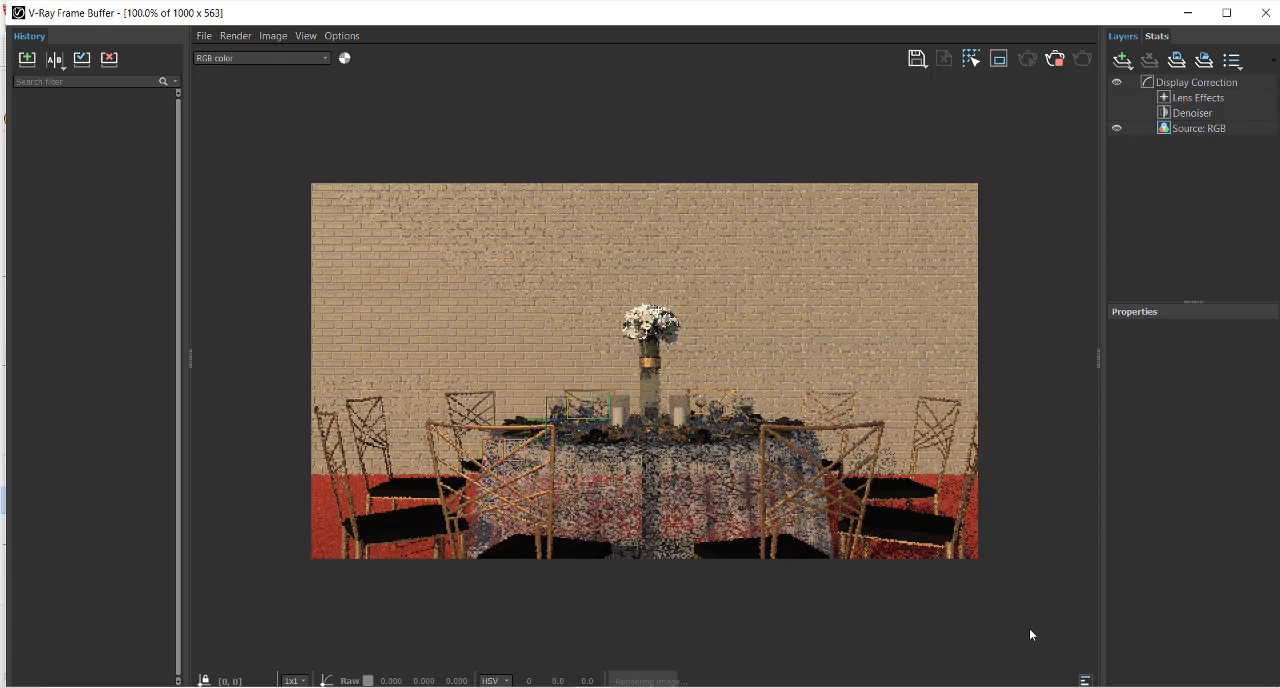 V-Ray Frame Buffer - [100.0% of 1000 x 563]
History
File Render Image View Options
Layers Stats
RGB color
A B
Search filter
Display Correction
Lens Effects
Denoiser
Source: RGB
Properties
[0, 0]
1x1
Raw
0.000 0.000 0.000
HSV
0 0.0 0.0
Rendering image...